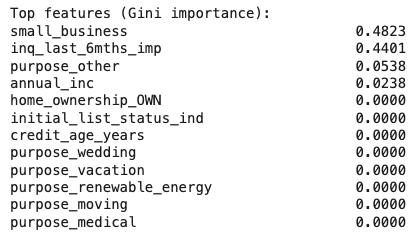 Top features (Gini importance):
small_business 0.4823
inq_last_6mths_imp 0.4401
purpose_other 0.0538
annual_inc 0.0238
home_ownership_OWN 0.0000
initial_list_status_ind 0.0000
credit_age_years 0.0000
purpose_wedding 0.0000
purpose_vacation 0.0000
purpose_renewable_energy 0.0000
purpose_moving 0.0000
purpose_medical 0.0000